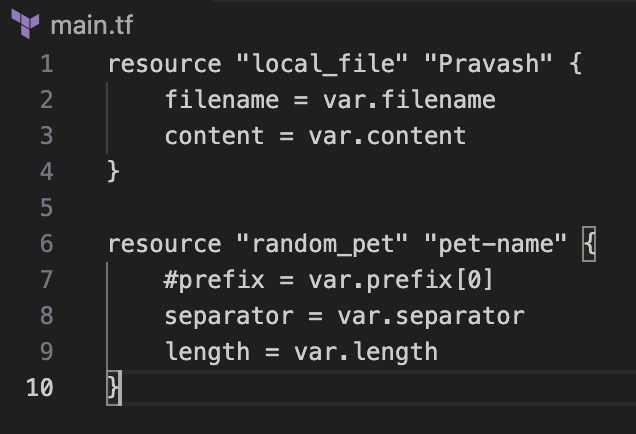 main.tf
1 resource "local_file" "Pravash" {
2 filename = var.filename
3 content = var.content
4 }
5
6 resource "random_pet" "pet-name" {
7 #prefix = var.prefix[0]
8 separator = var.separator
9 length = var.length
10 }